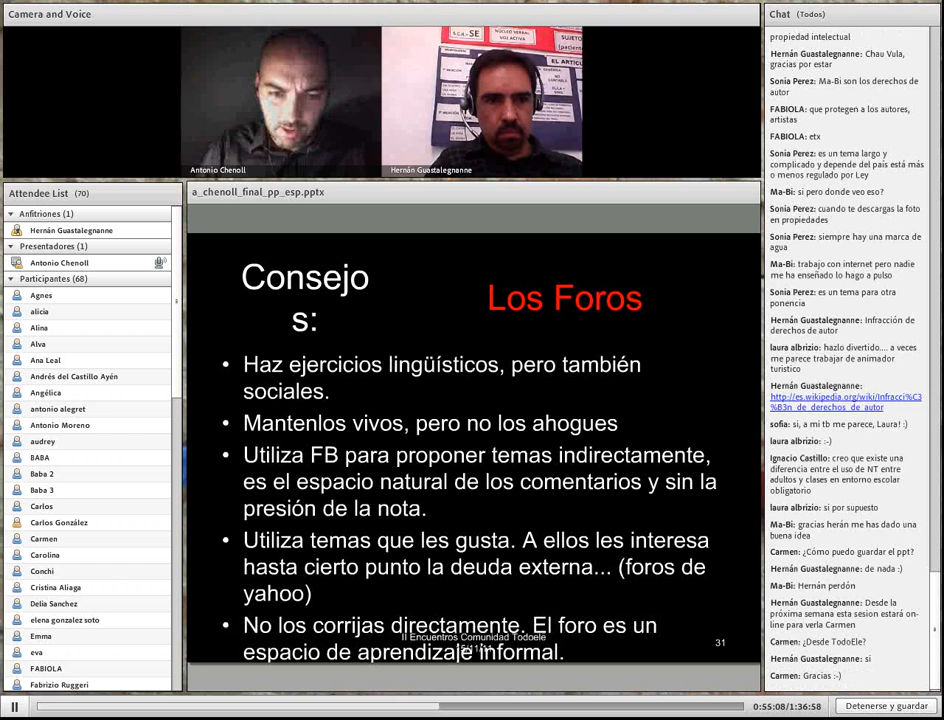 Camera and Voice
S.C.R.-SE
NÚCLEO VERBAL
VOZ ACTIVA
SUJETO
EL ARTIC
Antonio Chenoll
Hernán Guastalegnanne
Attendee List (70)
Anfitriones (1)
Hernán Guastalegnanne
Presentadores (1)
Antonio Chenoll
Participantes (68)
Agnes
alicia
Alina
Alva
Ana Leal
Andrés del Castillo Ayén
Angélica
antonio alegret
Antonio Moreno
audrey
BABA
Baba 2
Baba 3
Carlos
Carlos González
Carmen
Carolina
Conchi
Cristina Aliaga
Delia Sanchez
elena gonzalez soto
Emma
eva
FABIOLA
Fabrizio Ruggeri
a_chenoll_final_pp_esp.pptx
Consejo
s:
Los Foros
• Haz ejercicios lingüísticos, pero también
sociales.
• Mantenlos vivos, pero no los ahogues
• Utiliza FB para proponer temas indirectamente,
es el espacio natural de los comentarios y sin la
presión de la nota.
• Utiliza temas que les gusta. A ellos les interesa
hasta cierto punto la deuda externa... (foros de
yahoo)
• No los corrijas directamente. El foro es un
espacio de aprendizaje informal.
II Encuentros Comunidad Todoele
31
Chat (Todos)
propiedad intelectual
Hernán Guastalegnanne: Chau Vula,
gracias por estar
Sonia Perez: Ma-Bi son los derechos de
autor
FABIOLA: que protegen a los autores,
artistas
FABIOLA: etx
Sonia Perez: es un tema largo y
complicado y depende del país está más
o menos regulado por Ley
Ma-Bi: si pero donde veo eso?
Sonia Perez: cuando te descargas la foto
en propiedades
Sonia Perez: siempre hay una marca de
agua
Ma-Bi: trabajo con internet pero nadie
me ha enseñado lo hago a pulso
Sonia Perez: es un tema para otra
ponencia
Hernán Guastalegnanne: Infracción de
derechos de autor
laura albrizio: hazlo divertido.... a veces
me parece trabajar de animador
turistico
Hernán Guastalegnanne:
http://es.wikipedia.org/wiki/Infracci%C3
%B3n_de_derechos_de_autor
sofia: si, a mi tb me parece, Laura! :)
laura albrizio: :-)
Ignacio Castillo: creo que existe una
diferencia entre el uso de NT entre
adultos y clases en entorno escolar
obligatorio
laura albrizio: si por supuesto
Ma-Bi: gracias herán me has dado una
buena idea
Carmen: ¿Cómo puedo guardar el ppt?
Hernán Guastalegnanne: de nada :)
Ma-Bi: Hernán perdón
Hernán Guastalegnanne: Desde la
próxima semana esta sesion estará on-
line para verla Carmen
Carmen: ¿Desde TodoEle?
Hernán Guastalegnanne: si
Carmen: Gracias :-)
0:55:08/1:36:58
Detenerse y guardar